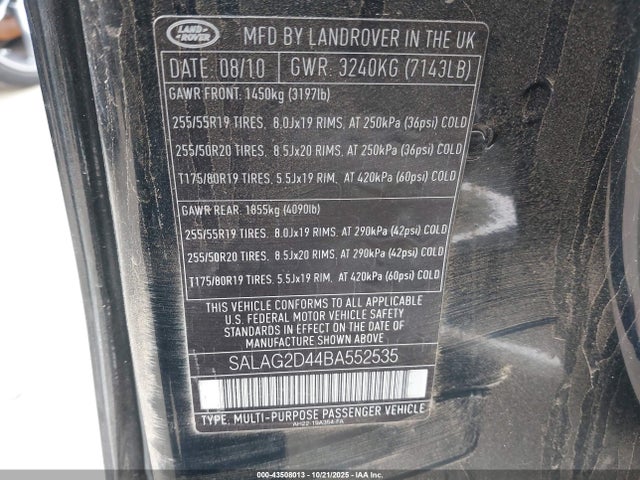 LAND ROVER
MFD BY LANDROVER IN THE UK
DATE: 08/10 GWR: 3240KG (7143LB)
GAWR FRONT: 1450kg (3197lb)
255/55R19 TIRES, 8.0Jx19 RIMS, AT 250kPa (36psi) COLD
255/50R20 TIRES, 8.5Jx20 RIMS, AT 250kPa (36psi) COLD
T175/80R19 TIRES, 5.5Jx19 RIM, AT 420kPa (60psi) COLD
GAWR REAR: 1855kg (4090lb)
255/55R19 TIRES, 8.0Jx19 RIMS, AT 290kPa (42psi) COLD
255/50R20 TIRES, 8.5Jx20 RIMS, AT 290kPa (42psi) COLD
T175/80R19 TIRES, 5.5Jx19 RIM, AT 420kPa (60psi) COLD
THIS VEHICLE CONFORMS TO ALL APPLICABLE
U.S. FEDERAL MOTOR VEHICLE SAFETY
STANDARDS IN EFFECT ON THE DATE OF
MANUFACTURE SHOWN ABOVE.
SALAG2D44BA552535
TYPE: MULTI-PURPOSE PASSENGER VEHICLE
AH22-19A364-FA
000-43508013 - 10/21/2025 - COPYRIGHT IAA, LLC.